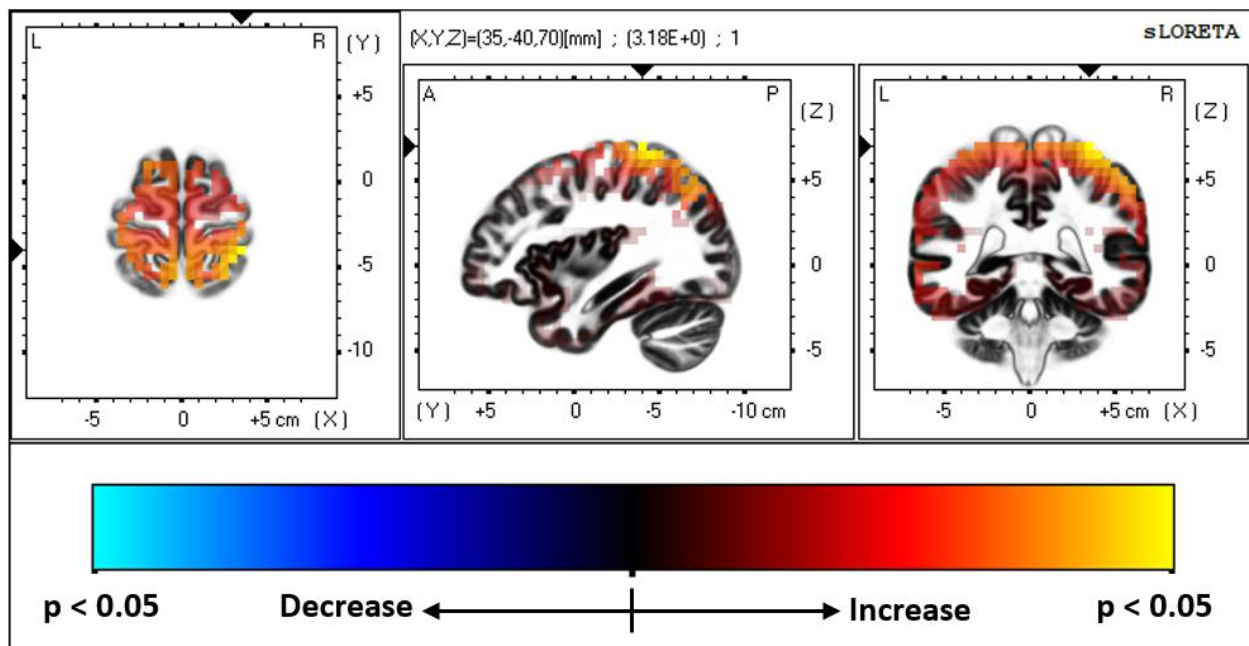 sLORETA
(X,Y,Z)=(35,-40,70)[mm] ; (3.18E+0) ; 1
L R (Y)
+5
0
-5
-10
-5 0 +5 cm (X)
A P (Z)
+5
0
-5
(Y) +5 0 -5 -10 cm
L R (Z)
+5
0
-5
-5 0 +5 cm (X)
p < 0.05 Decrease Increase p < 0.05